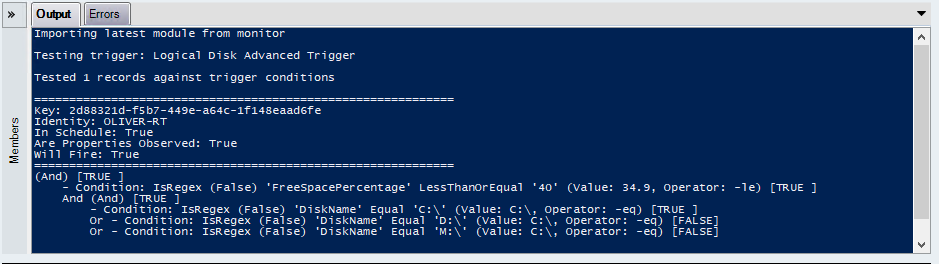 »
Output
Errors
Members
Importing latest module from monitor
Testing trigger: Logical Disk Advanced Trigger
Tested 1 records against trigger conditions
============================================================
Key: 2d88321d-f5b7-449e-a64c-1f148eaad6fe
Identity: OLIVER-RT
In Schedule: True
Are Properties Observed: True
Will Fire: True
============================================================
(And) [TRUE ]
- Condition: IsRegex (False) 'FreeSpacePercentage' LessThanOrEqual '40' (Value: 34.9, Operator: -le) [TRUE ]
And (And) [TRUE ]
- Condition: IsRegex (False) 'DiskName' Equal 'C:\' (Value: C:\, Operator: -eq) [TRUE ]
Or - Condition: IsRegex (False) 'DiskName' Equal 'D:\' (Value: C:\, Operator: -eq) [FALSE]
Or - Condition: IsRegex (False) 'DiskName' Equal 'M:\' (Value: C:\, Operator: -eq) [FALSE]